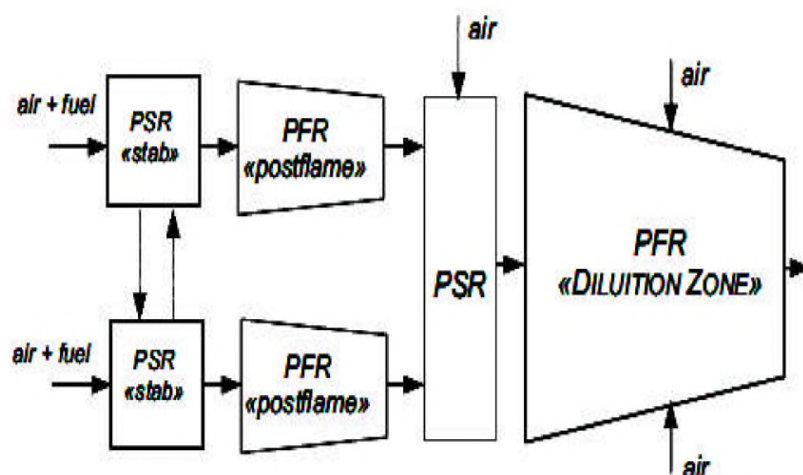 air
air
air + fuel
PSR
«stab»
PFR
«postflame»
PSR
PFR
«DILUITION ZONE»
air + fuel
PSR
«stab»
PFR
«postflame»
air